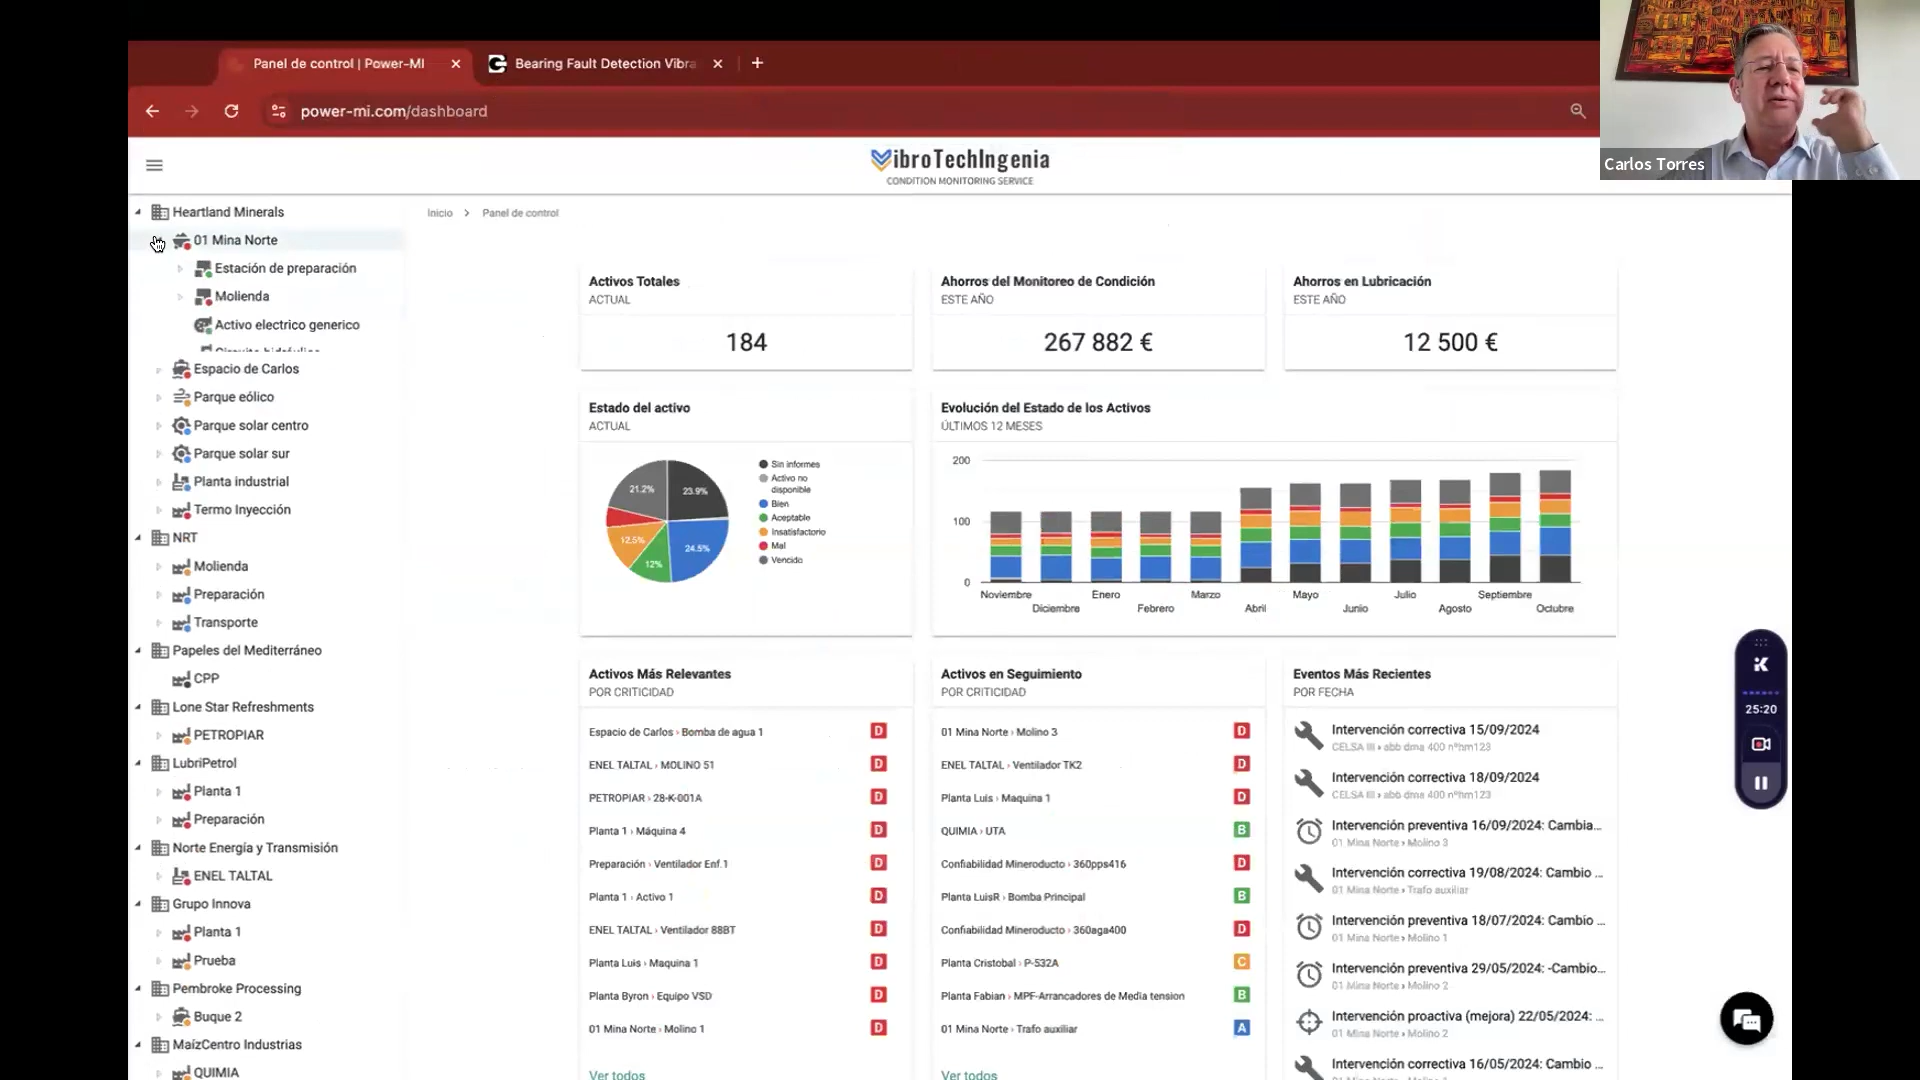 Panel de control | Power-MI
Bearing Fault Detection Vibra
power-mi.com/dashboard
Carlos Torres
ibroTechIngenia
CONDITION MONITORING SERVICE
Heartland Minerals
01 Mina Norte
Estación de preparación
Molienda
Activo electrico generico
Circuito hidráulico
Espacio de Carlos
Parque eólico
Parque solar centro
Parque solar sur
Planta industrial
Termo Inyección
NRT
Molienda
Preparación
Transporte
Papeles del Mediterráneo
CPP
Lone Star Refreshments
PETROPIAR
LubriPetrol
Planta 1
Preparación
Norte Energía y Transmisión
ENEL TALTAL
Grupo Innova
Planta 1
Prueba
Pembroke Processing
Buque 2
MaízCentro Industrias
QUIMIA
Inicio > Panel de control
Activos Totales
ACTUAL
184
Ahorros del Monitoreo de Condición
ESTE AÑO
267 882 €
Ahorros en Lubricación
ESTE AÑO
12 500 €
Estado del activo
ACTUAL
21.2%
23.9%
12.5%
24.5%
12%
Sin informes
Activo no
disponible
Bien
Aceptable
Insatisfactorio
Mal
Vencido
Evolución del Estado de los Activos
ÚLTIMOS 12 MESES
200
100
0
Noviembre
Diciembre
Enero
Febrero
Marzo
Abril
Mayo
Junio
Julio
Agosto
Septiembre
Octubre
Activos Más Relevantes
POR CRITICIDAD
Espacio de Carlos › Bomba de agua 1 D
ENEL TALTAL › MOLINO 51 D
PETROPIAR › 28-K-001A D
Planta 1 › Máquina 4 D
Preparación › Ventilador Enf.1 D
Planta 1 › Activo 1 D
ENEL TALTAL › Ventilador 88BT D
Planta Luis › Maquina 1 D
Planta Byron › Equipo VSD D
01 Mina Norte › Molino 1 D
Ver todos
Activos en Seguimiento
POR CRITICIDAD
01 Mina Norte › Molino 3 D
ENEL TALTAL › Ventilador TK2 D
Planta Luis › Maquina 1 D
QUIMIA › UTA B
Confiabilidad Mineroducto › 360pps416 D
Planta LuisR › Bomba Principal B
Confiabilidad Mineroducto › 360aga400 D
Planta Cristobal › P-532A C
Planta Fabian › MPF-Arrancadores de Media tension B
01 Mina Norte › Trafo auxiliar A
Ver todos
Eventos Más Recientes
POR FECHA
Intervención correctiva 15/09/2024
CELSA III › abb dma 400 nºhm123
Intervención correctiva 18/09/2024
CELSA III › abb dma 400 nºhm123
Intervención preventiva 16/09/2024: Cambia...
01 Mina Norte › Molino 3
Intervención correctiva 19/08/2024: Cambio ...
01 Mina Norte › Trafo auxiliar
Intervención preventiva 18/07/2024: Cambio ...
01 Mina Norte › Molino 1
Intervención preventiva 29/05/2024: -Cambio...
01 Mina Norte › Molino 2
Intervención proactiva (mejora) 22/05/2024: ...
01 Mina Norte › Molino 2
Intervención correctiva 16/05/2024: Cambio ...
25:20